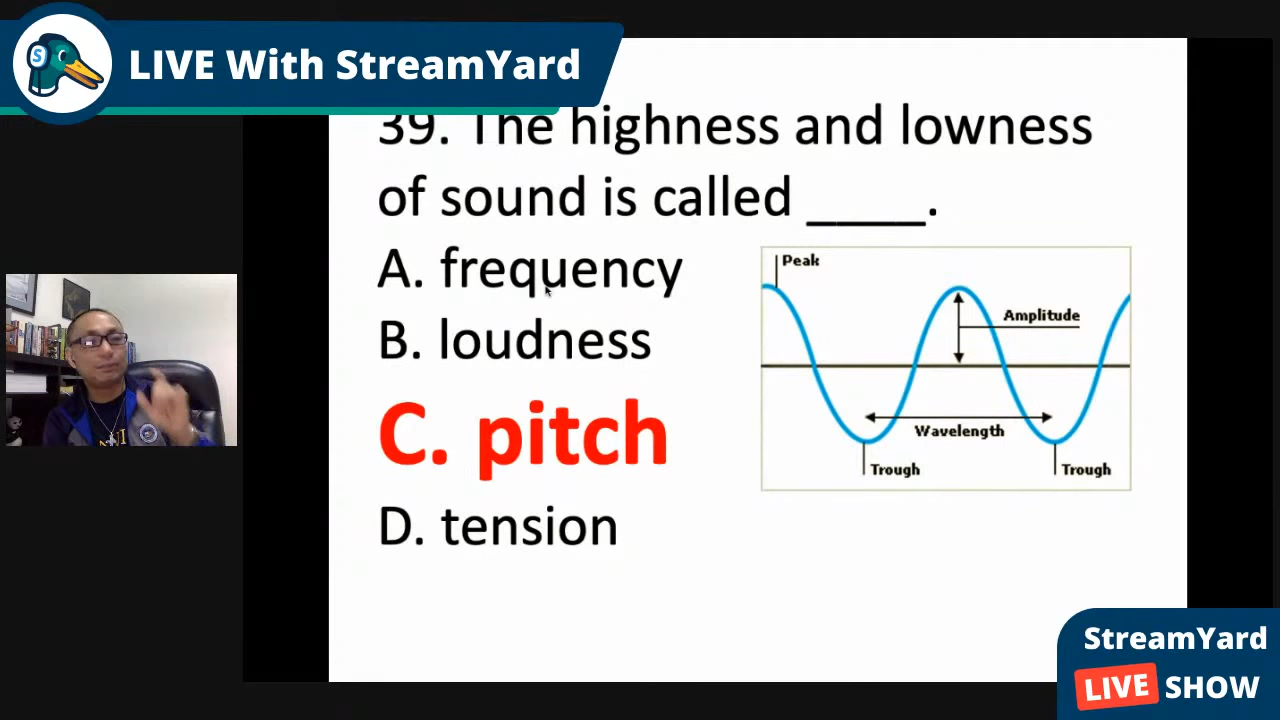 LIVE With StreamYard
39. The highness and lowness
of sound is called ____.
A. frequency
B. loudness
C. pitch
D. tension
Peak
Amplitude
Wavelength
Trough
Trough
StreamYard
LIVE SHOW